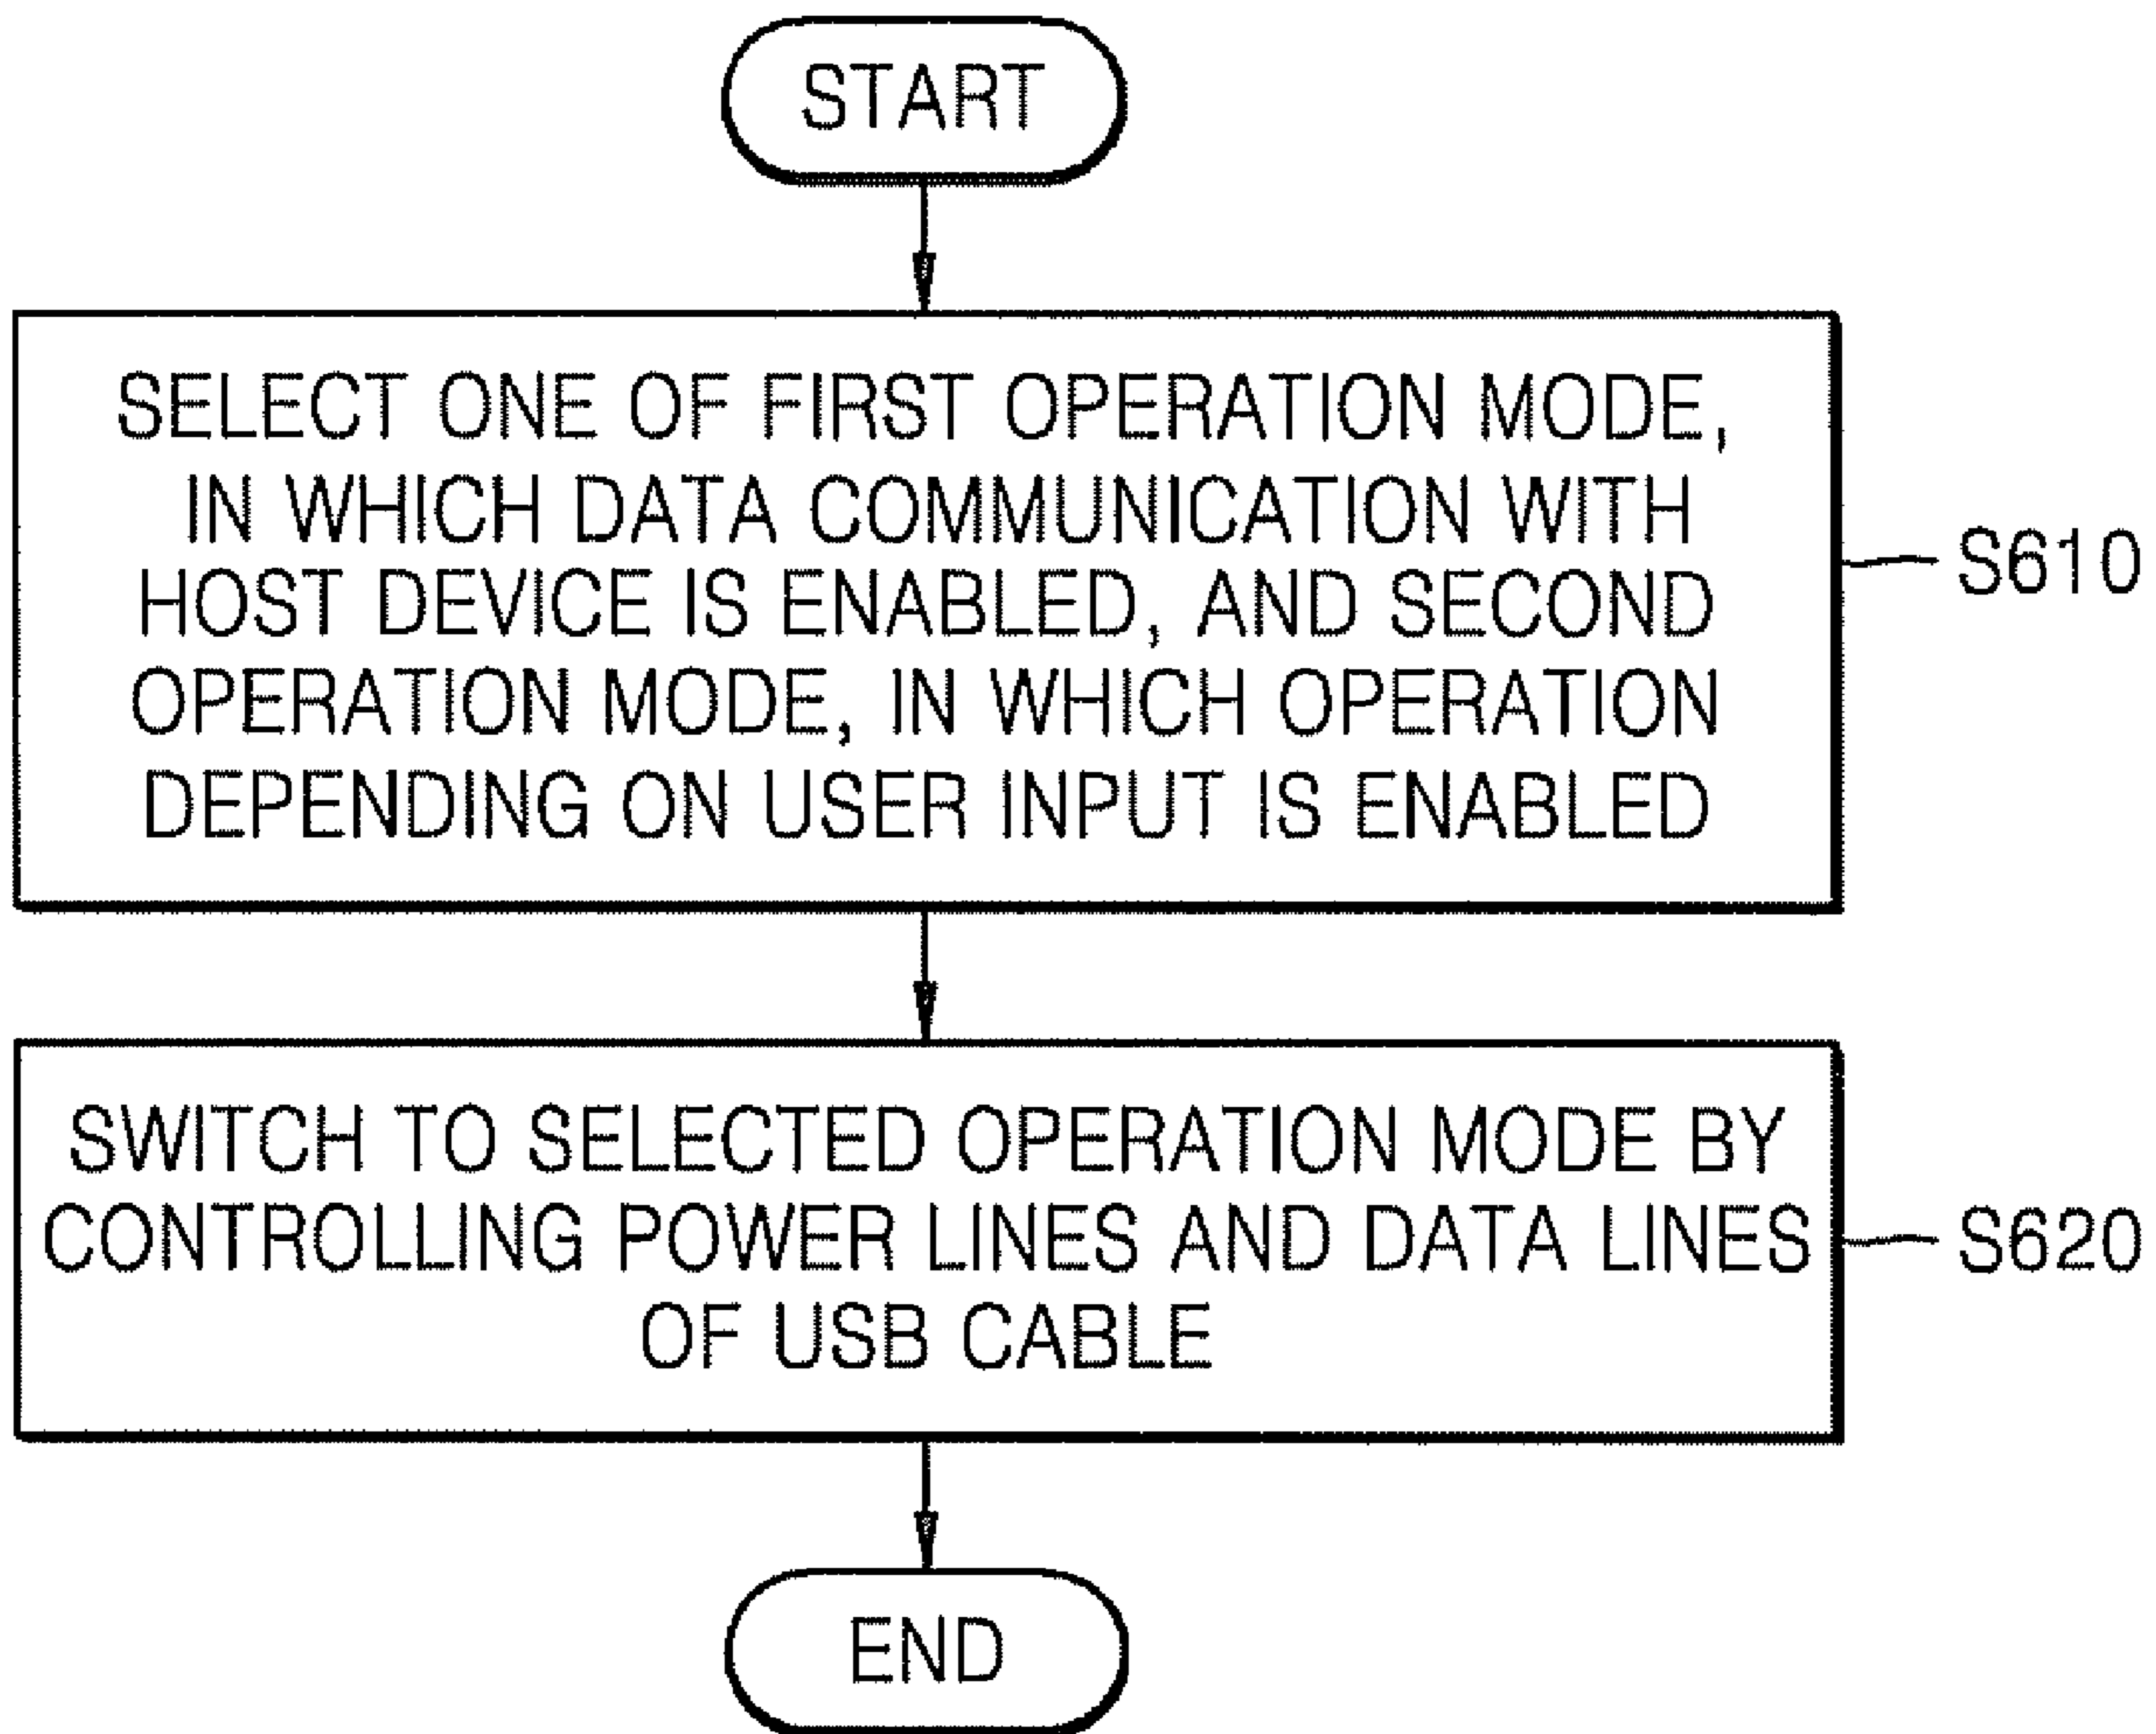 START
SELECT ONE OF FIRST OPERATION MODE,
IN WHICH DATA COMMUNICATION WITH
HOST DEVICE IS ENABLED, AND SECOND
OPERATION MODE, IN WHICH OPERATION
DEPENDING ON USER INPUT IS ENABLED
S610
SWITCH TO SELECTED OPERATION MODE BY
CONTROLLING POWER LINES AND DATA LINES
OF USB CABLE
S620
END